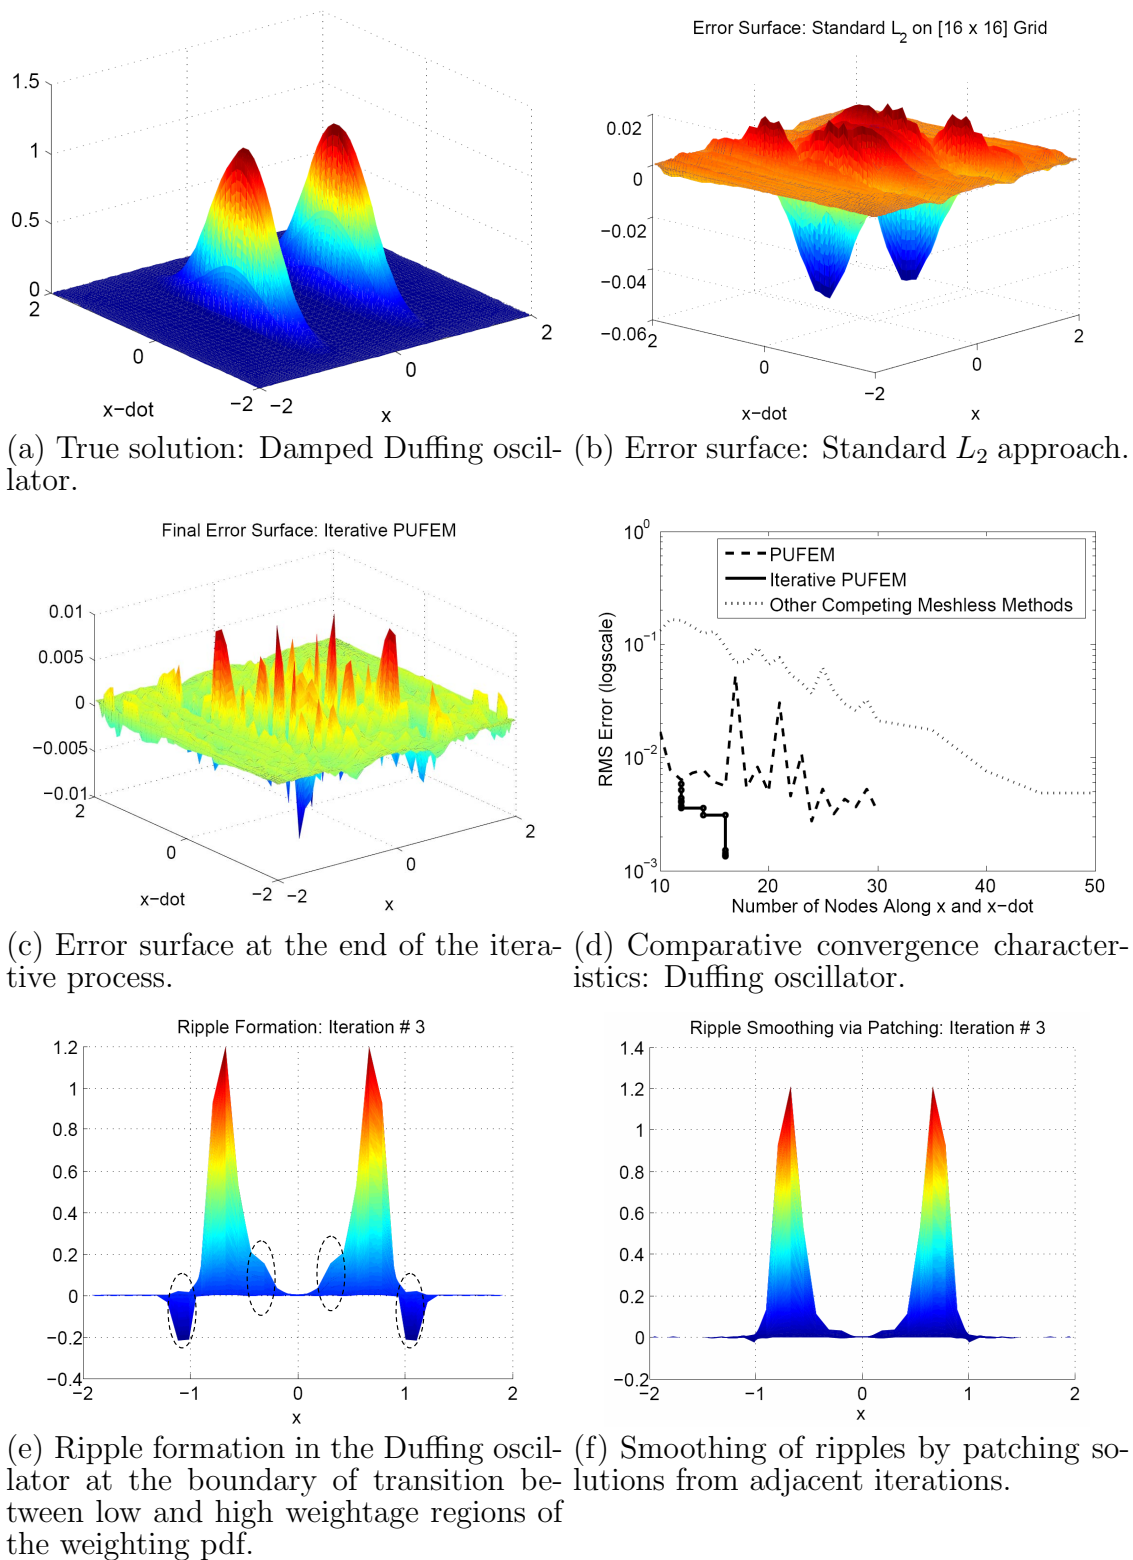 1.5
1
0.5
0
2
0
−2
−2
0
2
x−dot
x
(a) True solution: Damped Duffing oscil-
lator.
Error Surface: Standard L2 on [16 x 16] Grid
0.02
0
−0.02
−0.04
−0.06
2
0
−2
0
2
x−dot
x
(b) Error surface: Standard L2 approach.
Final Error Surface: Iterative PUFEM
0.01
0.005
0
−0.005
−0.01
2
0
−2
−2
0
2
x−dot
x
(c) Error surface at the end of the itera-
tive process.
10^0
10^−1
10^−2
10^−3
RMS Error (logscale)
PUFEM
Iterative PUFEM
Other Competing Meshless Methods
10 20 30 40 50
Number of Nodes Along x and x−dot
(d) Comparative convergence character-
istics: Duffing oscillator.
Ripple Formation: Iteration # 3
1.2
1
0.8
0.6
0.4
0.2
0
−0.2
−0.4
−2 −1 0 1 2
x
(e) Ripple formation in the Duffing oscil-
lator at the boundary of transition be-
tween low and high weightage regions of
the weighting pdf.
Ripple Smoothing via Patching: Iteration # 3
1.4
1.2
1
0.8
0.6
0.4
0.2
0
−0.2
−2 −1 0 1 2
x
(f) Smoothing of ripples by patching so-
lutions from adjacent iterations.